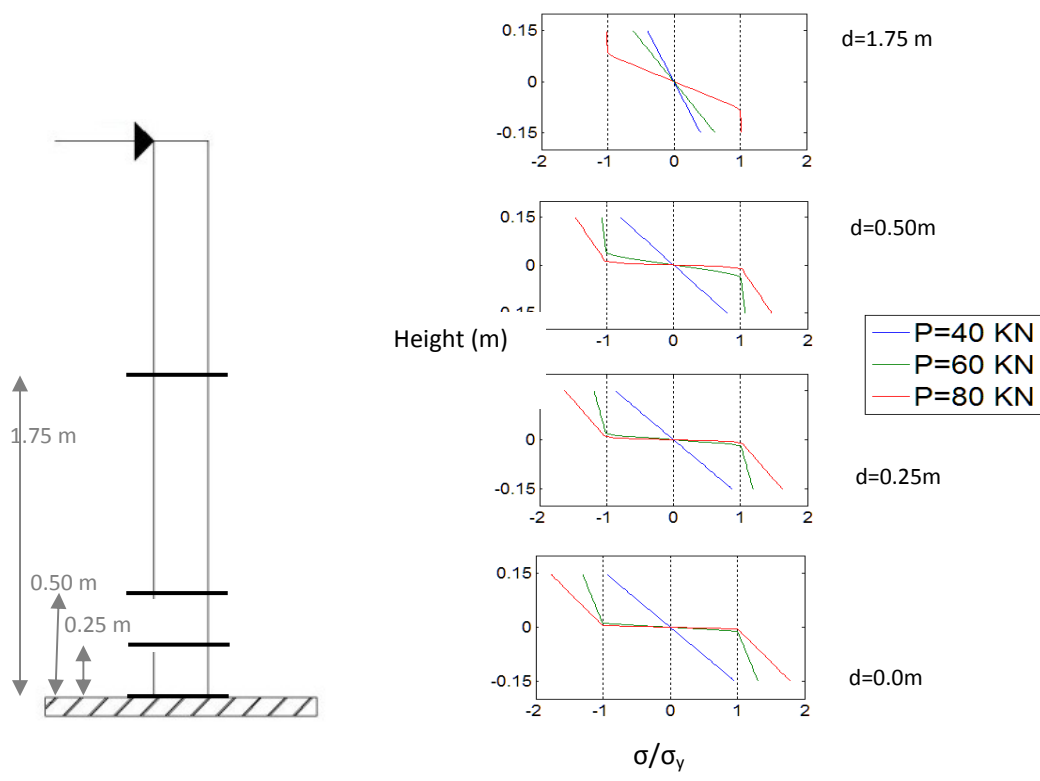 1.75 m
0.50 m
0.25 m
Height (m)
0.15
0
-0.15
-2 -1 0 1 2
d=1.75 m
0.15
0
0.15
-2 -1 0 1 2
d=0.50m
0
-0.15
-2 -1 0 1 2
d=0.25m
0.15
0
-0.15
-2 -1 0 1 2
d=0.0m
σ/σy
P=40 KN
P=60 KN
P=80 KN